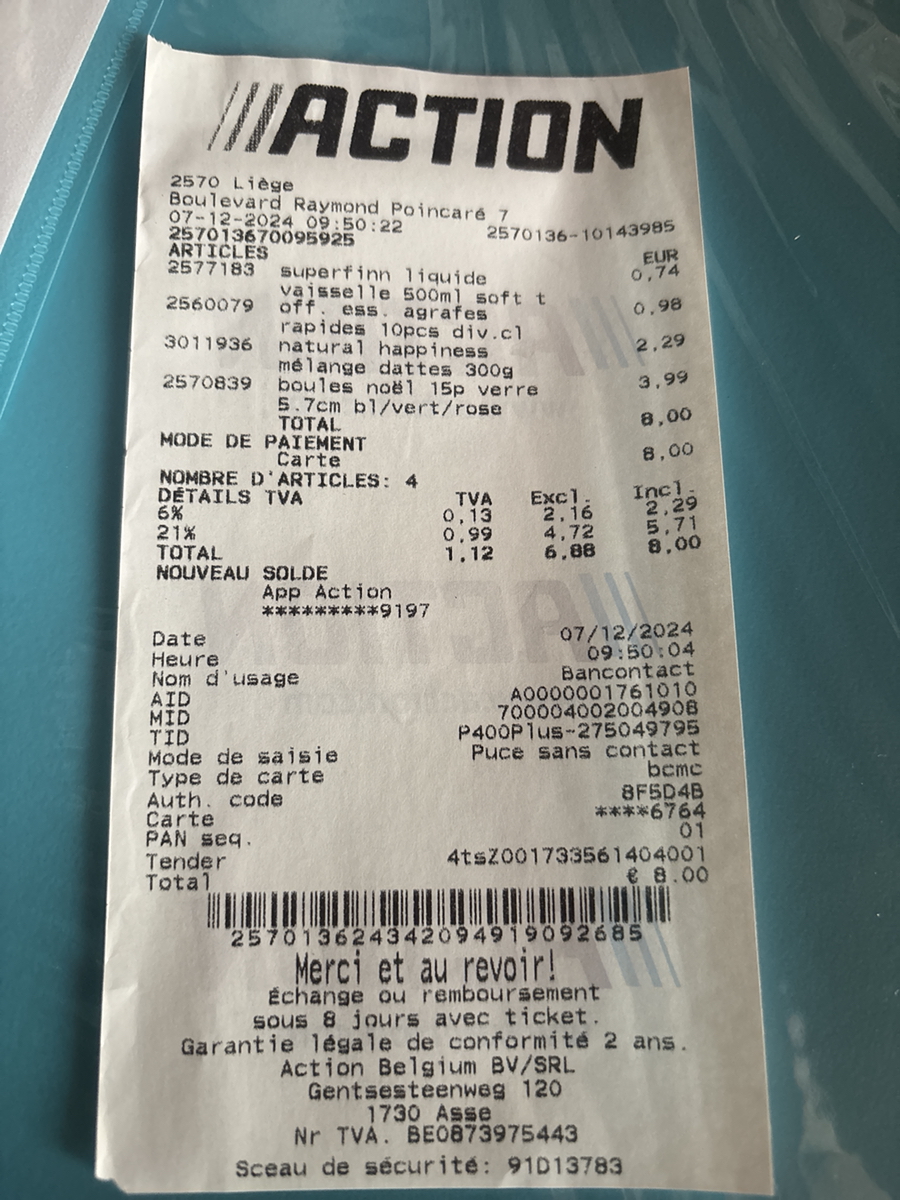 ///ACTION
2570 Liège
Boulevard Raymond Poincaré 7
07-12-2024 09:50:22 2570136-10143985
257013670095925
ARTICLES EUR
2577183 superfinn liquide 0,74
vaisselle 500ml soft t
2560079 off. ess. agrafes 0,98
rapides 10pcs div.cl
3011936 natural happiness 2,29
mélange dattes 300g
2570839 boules noël 15p verre 3,99
5.7cm bl/vert/rose
TOTAL 8,00
MODE DE PAIEMENT
Carte 8,00
NOMBRE D'ARTICLES: 4
DÉTAILS TVA TVA Excl. Incl.
6% 0,13 2,16 2,29
21% 0,99 4,72 5,71
TOTAL 1,12 6,88 8,00
NOUVEAU SOLDE
App Action
*********9197
Date 07/12/2024
Heure 09:50:04
Nom d'usage Bancontact
AID A0000001761010
MID 700004002004908
TID P400Plus-275049795
Mode de saisie Puce sans contact
Type de carte bcmc
Auth. code 8F5D4B
Carte ****6764
PAN seq. 01
Tender 4tsZ001733561404001
Total € 8.00
257013624342094919092685
Merci et au revoir!
Échange ou remboursement
sous 8 jours avec ticket.
Garantie légale de conformité 2 ans.
Action Belgium BV/SRL
Gentsesteenweg 120
1730 Asse
Nr TVA. BE0873975443
Sceau de sécurité: 91D13783